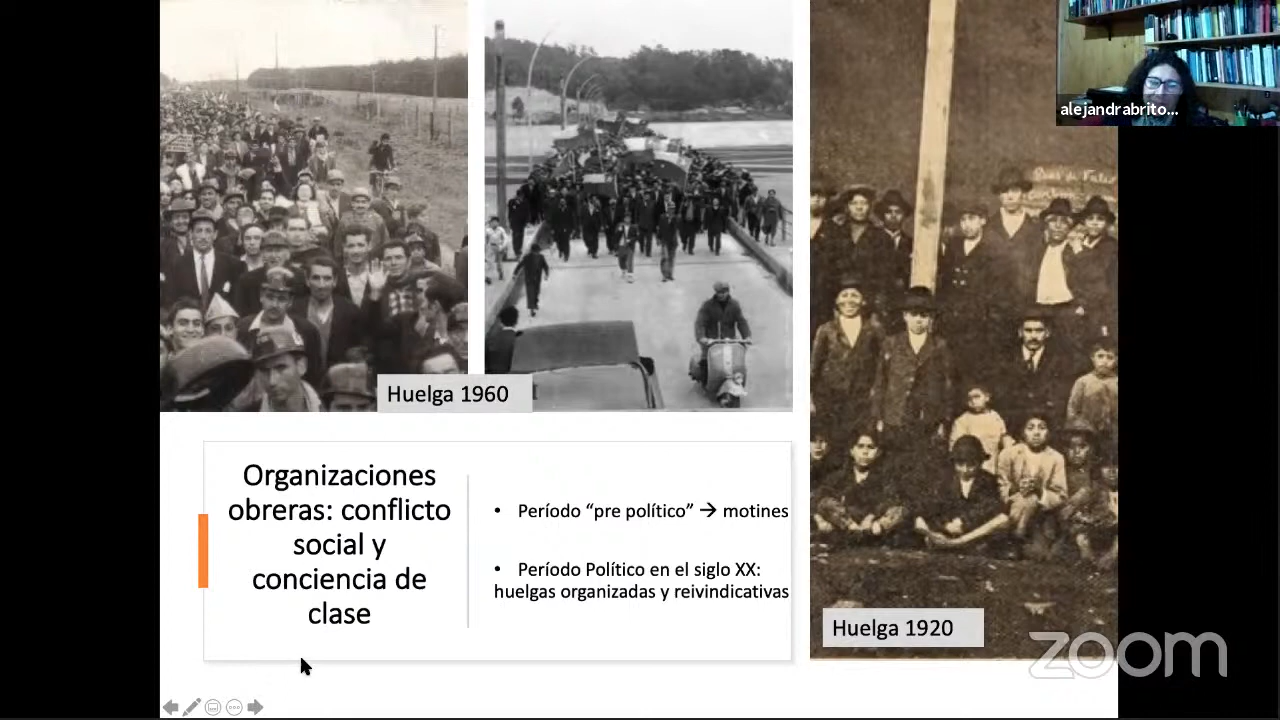 alejandrabrito...
Huelga 1960
Organizaciones
obreras: conflicto
social y
conciencia de
clase
• Período “pre político” → motines
• Período Político en el siglo XX:
huelgas organizadas y reivindicativas
Huelga 1920
zoom